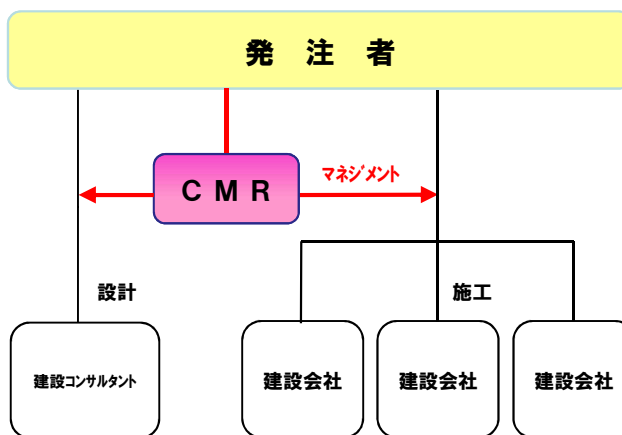 発 注 者
CMR
マネジメント
設計
施工
建設コンサルタント
建設会社
建設会社
建設会社